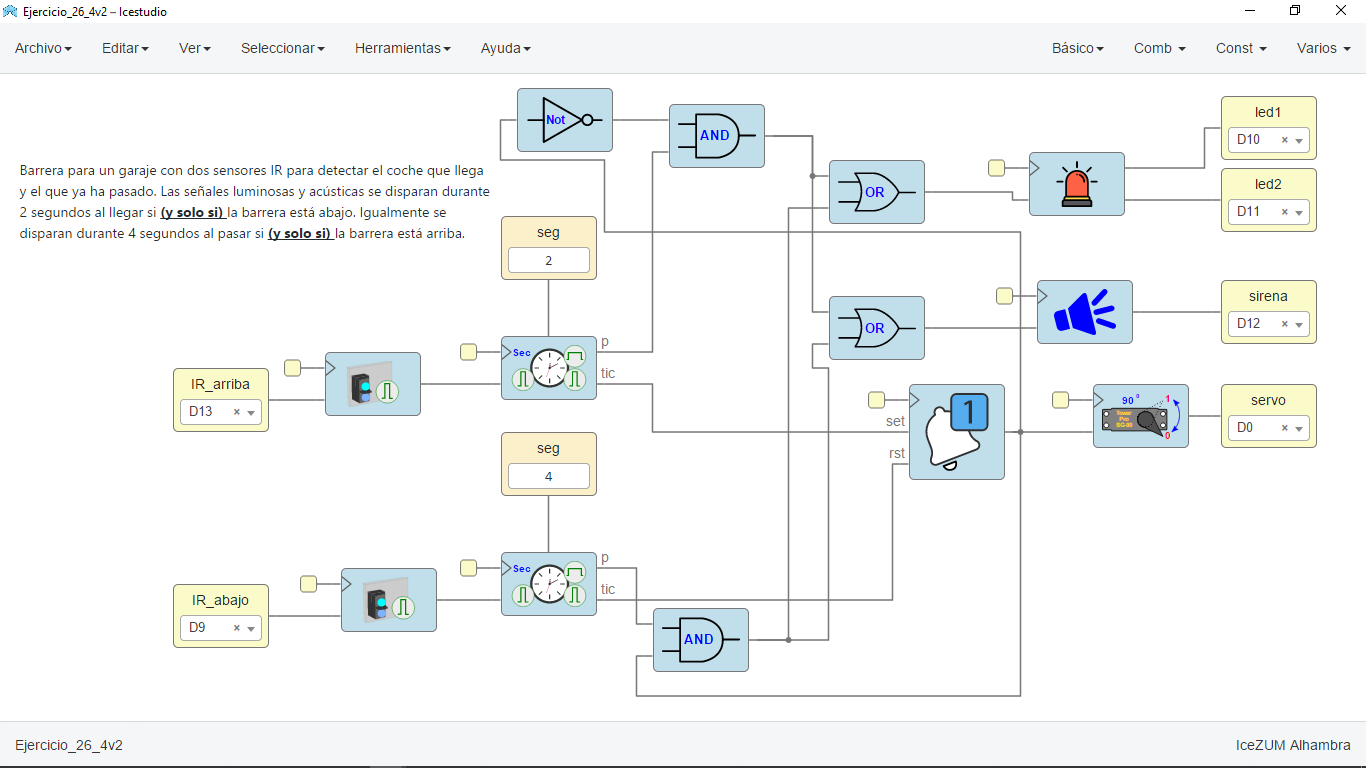 Ejercicio_26_4v2 – Icestudio
Archivo Editar Ver Seleccionar Herramientas Ayuda Básico Comb Const Varios
Barrera para un garaje con dos sensores IR para detectar el coche que llega
y el que ya ha pasado. Las señales luminosas y acústicas se disparan durante
2 segundos al llegar si (y solo si) la barrera está abajo. Igualmente se
disparan durante 4 segundos al pasar si (y solo si) la barrera está arriba.
Not
AND
OR
led1
D10 ×
led2
D11 ×
seg
2
OR
sirena
D12 ×
IR_arriba
D13 ×
Sec
p
tic
set
rst
1
90 °
1
0
Tower
Pro
SG-90
servo
D0 ×
seg
4
IR_abajo
D9 ×
Sec
p
tic
AND
Ejercicio_26_4v2
IceZUM Alhambra